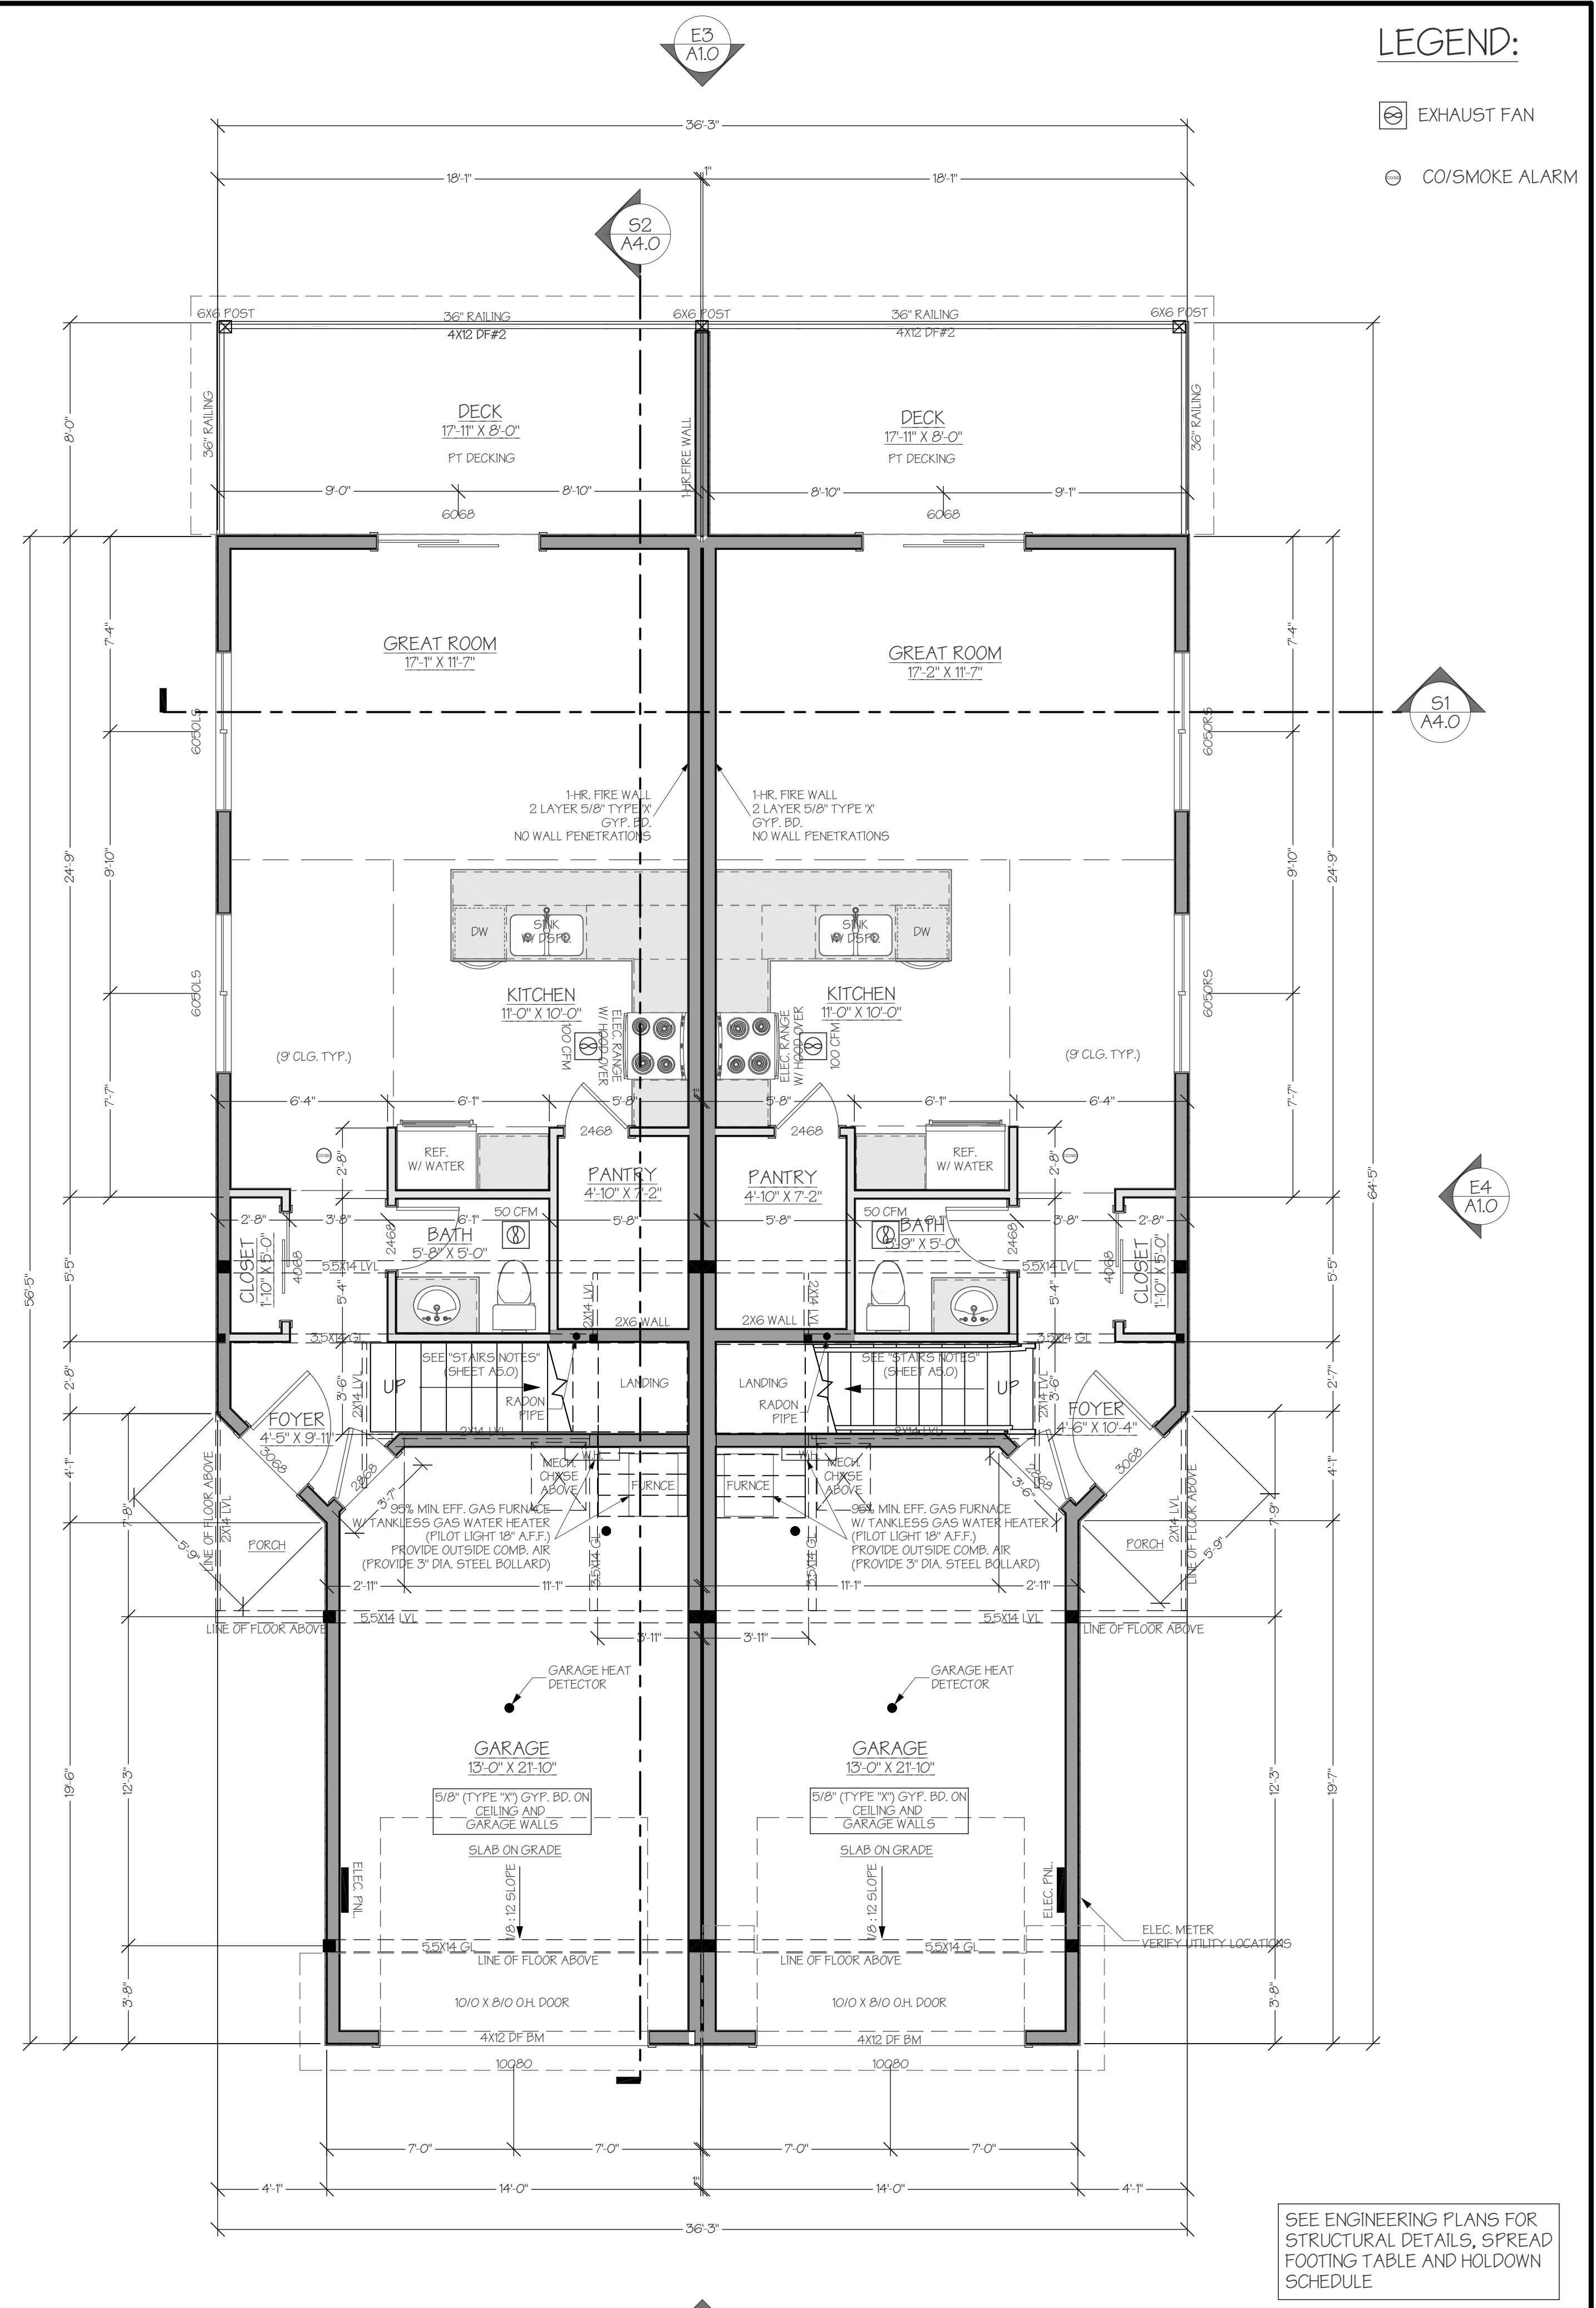 E3
A1.0
LEGEND:
EXHAUST FAN
CO/SMOKE ALARM
36'-3"
18'-1"
1"
18'-1"
S2
A4.0
6X6 POST
36" RAILING
4X12 DF#2
6X6 POST
36" RAILING
4X12 DF#2
6X6 POST
8'-0"
36" RAILING
DECK
17'-11" X 8'-0"
PT DECKING
1-HR.FIRE WALL
DECK
17'-11" X 8'-0"
PT DECKING
36" RAILING
9'-0"
8'-10"
8'-10"
9'-1"
6068
6068
7'-4"
GREAT ROOM
17'-1" X 11'-7"
GREAT ROOM
17'-2" X 11'-7"
7'-4"
6050LS
6050RS
S1
A4.0
1-HR. FIRE WALL
2 LAYER 5/8" TYPE 'X'
GYP. BD.
NO WALL PENETRATIONS
1-HR. FIRE WALL
2 LAYER 5/8" TYPE 'X'
GYP. BD.
NO WALL PENETRATIONS
24'-9"
9'-10"
9'-10"
24'-9"
DW
SINK
W/ DSPL.
SINK
W/ DSPL.
DW
6050LS
6050RS
KITCHEN
11'-0" X 10'-0"
KITCHEN
11'-0" X 10'-0"
ELEC. RANGE
W/ HOOD OVER
100 CFM
ELEC. RANGE
W/ HOOD OVER
100 CFM
(9' CLG. TYP.)
(9' CLG. TYP.)
7'-7"
7'-7"
6'-4"
6'-1"
5'-8"
1"
5'-8"
6'-1"
6'-4"
2468
2468
2'-8"
REF.
W/ WATER
PANTRY
4'-10" X 7'-2"
PANTRY
4'-10" X 7'-2"
REF.
W/ WATER
2'-8"
64'-5"
E4
A1.0
2'-8"
3'-8"
6'-1"
5'-8"
5'-8"
6'-1"
3'-8"
2'-8"
50 CFM
BATH
5'-8" X 5'-0"
50 CFM
BATH
5'-9" X 5'-0"
2468
2468
CLOSET
1'-10" X 5'-0"
4068
4068
CLOSET
1'-10" X 5'-0"
5.5X14 LVL
5.5X14 LVL
56'-5"
5'-5"
5'-4"
5'-4"
5'-5"
2X14 LVL
2X14 LVL
2X6 WALL
2X6 WALL
3.5X14 GL
3.5X14 GL
SEE "STAIRS NOTES"
(SHEET A5.0)
SEE "STAIRS NOTES"
(SHEET A5.0)
UP
LANDING
LANDING
UP
RADON
PIPE
RADON
PIPE
2'-8"
3'-6"
2X14 LVL
2X14 LVL
3'-6"
2'-7"
FOYER
4'-5" X 9'-11"
FOYER
4'-6" X 10'-4"
2X14 LVL
2X14 LVL
3068
2868
3068
2868
W.H.
W.H.
MECH.
CHASE
ABOVE
MECH.
CHASE
ABOVE
FURNCE
FURNCE
4'-1"
3'-7"
3'-6"
4'-1"
95% MIN. EFF. GAS FURNACE
W/ TANKLESS GAS WATER HEATER
(PILOT LIGHT 18" A.F.F.)
PROVIDE OUTSIDE COMB. AIR
(PROVIDE 3" DIA. STEEL BOLLARD)
95% MIN. EFF. GAS FURNACE
W/ TANKLESS GAS WATER HEATER
(PILOT LIGHT 18" A.F.F.)
PROVIDE OUTSIDE COMB. AIR
(PROVIDE 3" DIA. STEEL BOLLARD)
7'-8"
LINE OF FLOOR ABOVE
2X14 LVL
PORCH
5'-9"
PORCH
5'-9"
2X14 LVL
LINE OF FLOOR ABOVE
7'-9"
3.5X14 GL
3.5X14 GL
2'-11"
11'-1"
11'-1"
2'-11"
5.5X14 LVL
5.5X14 LVL
LINE OF FLOOR ABOVE
LINE OF FLOOR ABOVE
3'-11"
3'-11"
GARAGE HEAT
DETECTOR
GARAGE HEAT
DETECTOR
GARAGE
13'-0" X 21'-10"
GARAGE
13'-0" X 21'-10"
19'-6"
12'-3"
12'-3"
19'-7"
5/8" (TYPE "X") GYP. BD. ON
CEILING AND
GARAGE WALLS
5/8" (TYPE "X") GYP. BD. ON
CEILING AND
GARAGE WALLS
SLAB ON GRADE
SLAB ON GRADE
1/8 : 12 SLOPE
1/8 : 12 SLOPE
ELEC. PNL.
ELEC. PNL.
ELEC. METER
VERIFY UTILITY LOCATIONS
5.5X14 GL
5.5X14 GL
LINE OF FLOOR ABOVE
LINE OF FLOOR ABOVE
3'-8"
3'-8"
10/0 X 8/0 O.H. DOOR
10/0 X 8/0 O.H. DOOR
4X12 DF BM
4X12 DF BM
10080
10080
7'-0"
7'-0"
7'-0"
7'-0"
4'-1"
14'-0"
1"
14'-0"
4'-1"
36'-3"
SEE ENGINEERING PLANS FOR
STRUCTURAL DETAILS, SPREAD
FOOTING TABLE AND HOLDOWN
SCHEDULE